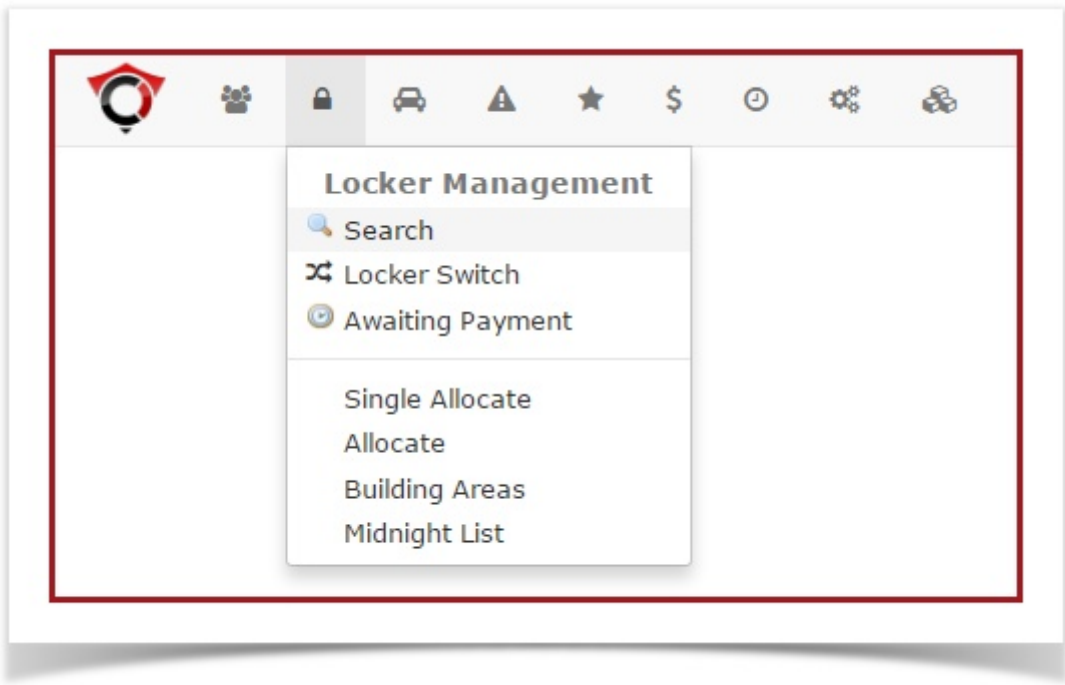 Locker Management
Search
Locker Switch
Awaiting Payment
Single Allocate
Allocate
Building Areas
Midnight List